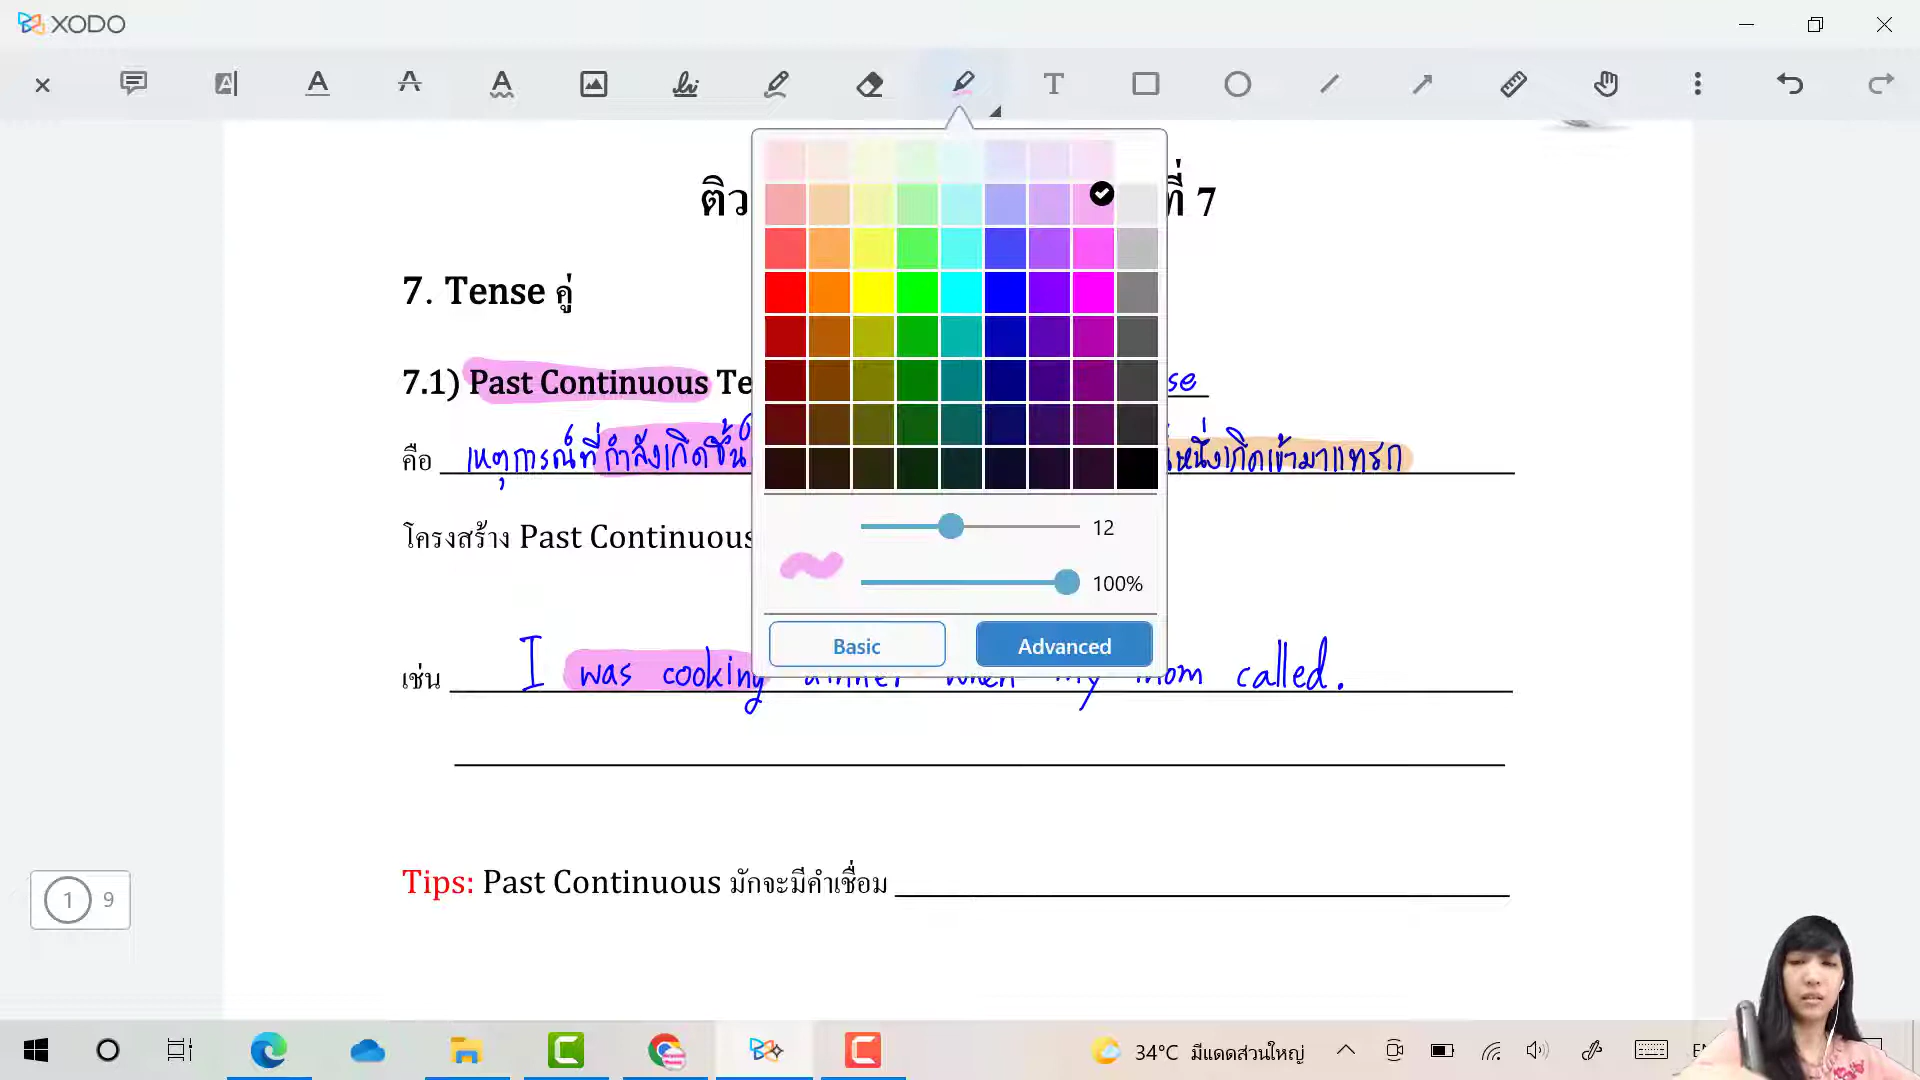 XODO
ติว
ที่ 7
7. Tense คู่
7.1) Past Continuous Te
se
คือ เหตุการณ์ที่กำลังเกิดขึ้น
หนึ่งเกิดเข้ามาแทรก
โครงสร้าง Past Continuous
12
100%
Basic Advanced
เช่น I was cooking dinner when my mom called.
Tips: Past Continuous มักจะมีคำเชื่อม
1 9
34°C มีแดดส่วนใหญ่